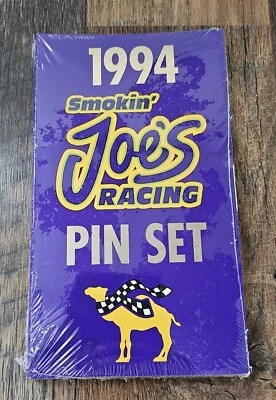 1994
Smokin'
Joe's
RACING
PIN SET